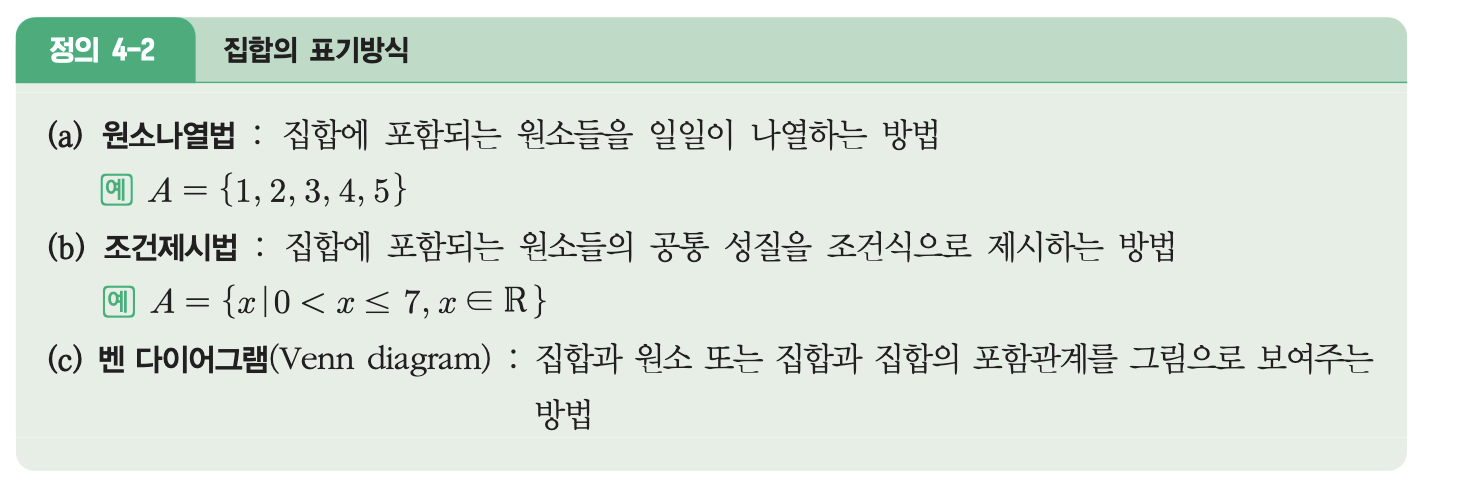 정의 4-2 집합의 표기방식
(a) 원소나열법 : 집합에 포함되는 원소들을 일일이 나열하는 방법
예 A = {1, 2, 3, 4, 5}
(b) 조건제시법 : 집합에 포함되는 원소들의 공통 성질을 조건식으로 제시하는 방법
예 A = {x | 0 < x ≤ 7, x ∈ ℝ}
(c) 벤 다이어그램(Venn diagram) : 집합과 원소 또는 집합과 집합의 포함관계를 그림으로 보여주는
방법